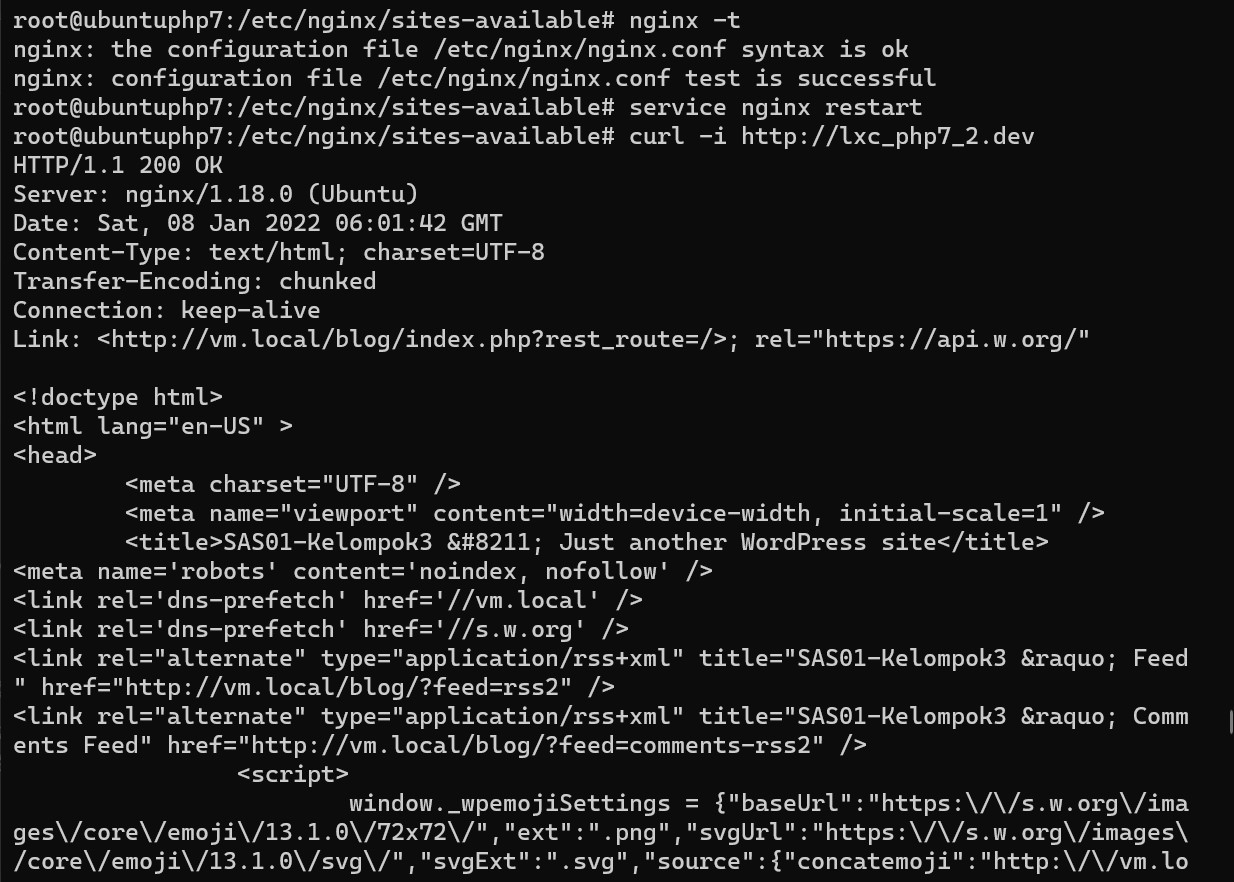 root@ubuntuphp7:/etc/nginx/sites-available# nginx -t
nginx: the configuration file /etc/nginx/nginx.conf syntax is ok
nginx: configuration file /etc/nginx/nginx.conf test is successful
root@ubuntuphp7:/etc/nginx/sites-available# service nginx restart
root@ubuntuphp7:/etc/nginx/sites-available# curl -i http://lxc_php7_2.dev
HTTP/1.1 200 OK
Server: nginx/1.18.0 (Ubuntu)
Date: Sat, 08 Jan 2022 06:01:42 GMT
Content-Type: text/html; charset=UTF-8
Transfer-Encoding: chunked
Connection: keep-alive
Link: <http://vm.local/blog/index.php?rest_route=/>; rel="https://api.w.org/"

<!doctype html>
<html lang="en-US" >
<head>
        <meta charset="UTF-8" />
        <meta name="viewport" content="width=device-width, initial-scale=1" />
        <title>SAS01-Kelompok3 &#8211; Just another WordPress site</title>
<meta name='robots' content='noindex, nofollow' />
<link rel='dns-prefetch' href='//vm.local' />
<link rel='dns-prefetch' href='//s.w.org' />
<link rel="alternate" type="application/rss+xml" title="SAS01-Kelompok3 &raquo; Feed
" href="http://vm.local/blog/?feed=rss2" />
<link rel="alternate" type="application/rss+xml" title="SAS01-Kelompok3 &raquo; Comm
ents Feed" href="http://vm.local/blog/?feed=comments-rss2" />
                <script>
                        window._wpemojiSettings = {"baseUrl":"https:\/\/s.w.org\/ima
ges\/core\/emoji\/13.1.0\/72x72\/","ext":".png","svgUrl":"https:\/\/s.w.org\/images\
/core\/emoji\/13.1.0\/svg\/","svgExt":".svg","source":{"concatemoji":"http:\/\/vm.lo